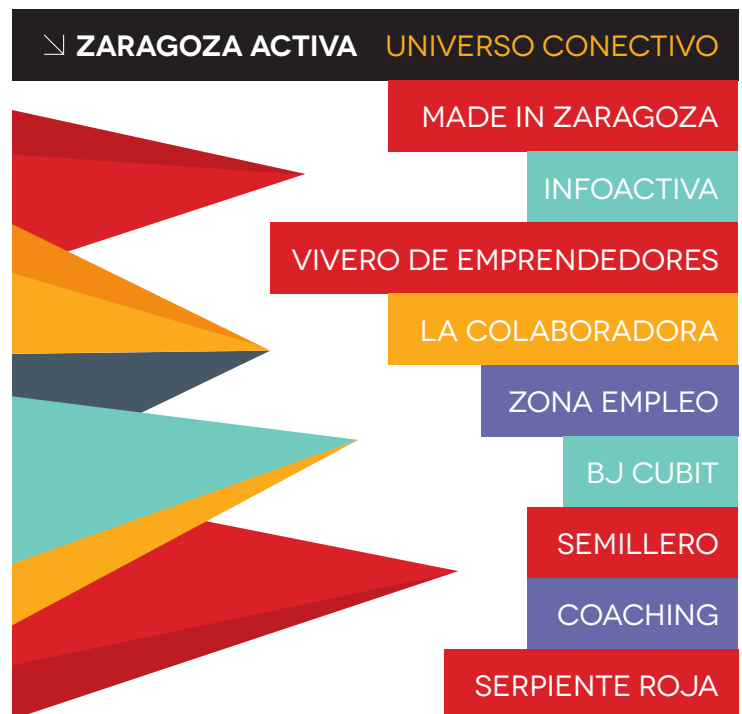 ZARAGOZA ACTIVA UNIVERSO CONECTIVO
MADE IN ZARAGOZA
INFOACTIVA
VIVERO DE EMPRENDEDORES
LA COLABORADORA
ZONA EMPLEO
BJ CUBIT
SEMILLERO
COACHING
SERPIENTE ROJA